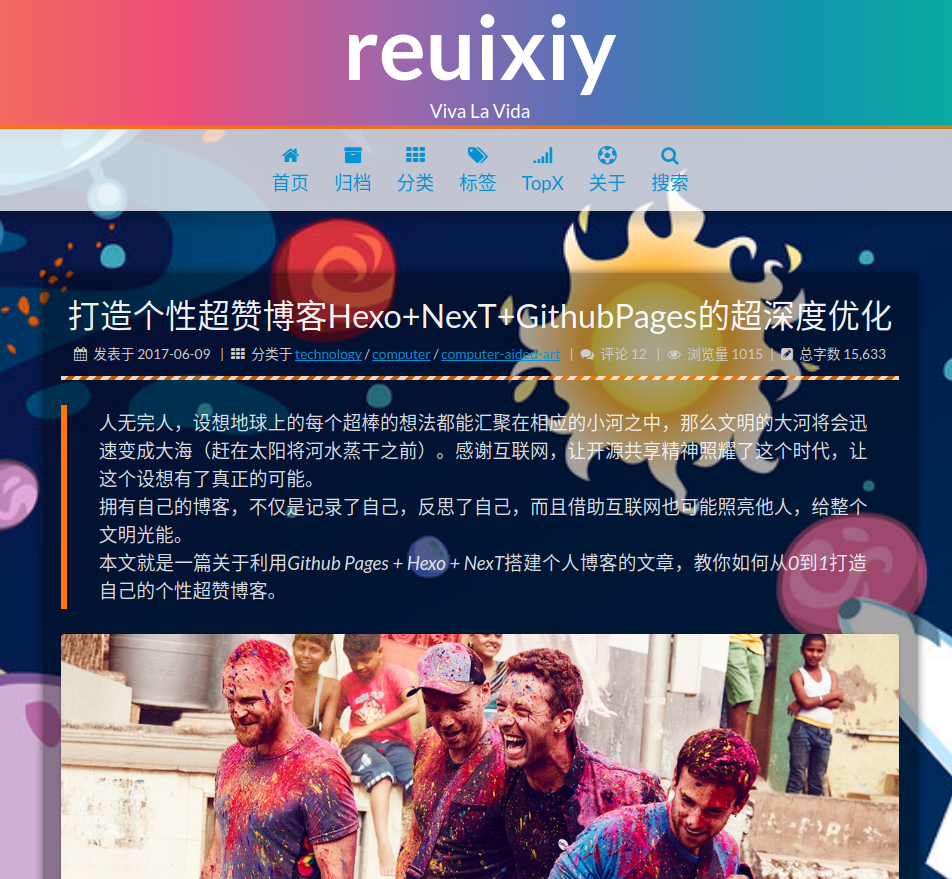 reuixiy
Viva La Vida
首页 归档 分类 标签 TopX 关于 搜索
打造个性超赞博客Hexo+NexT+GithubPages的超深度优化
发表于 2017-06-09 | 分类于 technology / computer / computer-aided-art | 评论 12 | 浏览量 1015 | 总字数 15,633
人无完人，设想地球上的每个超棒的想法都能汇聚在相应的小河之中，那么文明的大河将会迅
速变成大海（赶在太阳将河水蒸干之前）。感谢互联网，让开源共享精神照耀了这个时代，让
这个设想有了真正的可能。
拥有自己的博客，不仅是记录了自己，反思了自己，而且借助互联网也可能照亮他人，给整个
文明光能。
本文就是一篇关于利用Github Pages + Hexo + NexT搭建个人博客的文章，教你如何从0到1打造
自己的个性超赞博客。